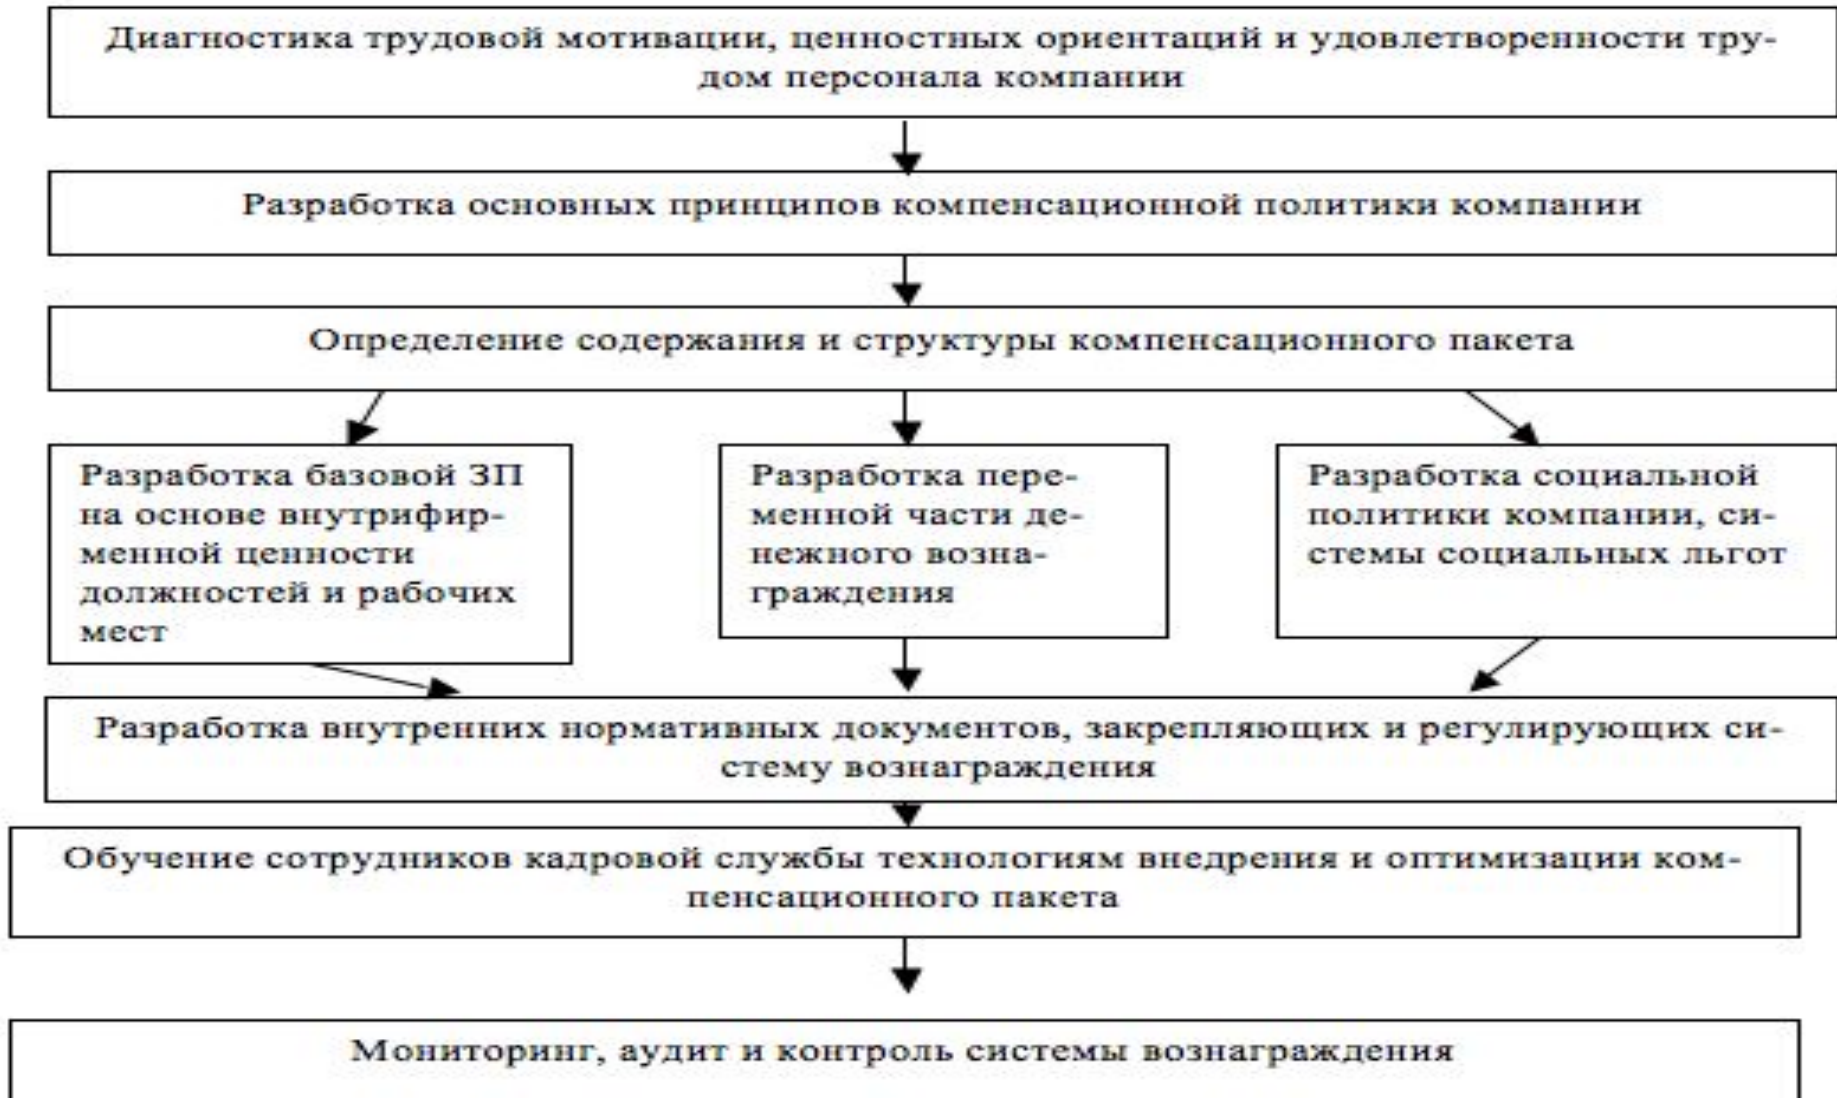 Диагностика трудовой мотивации, ценностных ориентаций и удовлетворенности тру-
дом персонала компании
Разработка основных принципов компенсационной политики компании
Определение содержания и структуры компенсационного пакета
Разработка базовой ЗП
на основе внутрифир-
менной ценности
должностей и рабочих
мест
Разработка пере-
менной части де-
нежного возна-
граждения
Разработка социальной
политики компании, си-
стемы социальных льгот
Разработка внутренних нормативных документов, закрепляющих и регулирующих си-
стему вознаграждения
Обучение сотрудников кадровой службы технологиям внедрения и оптимизации ком-
пенсационного пакета
Мониторинг, аудит и контроль системы вознаграждения